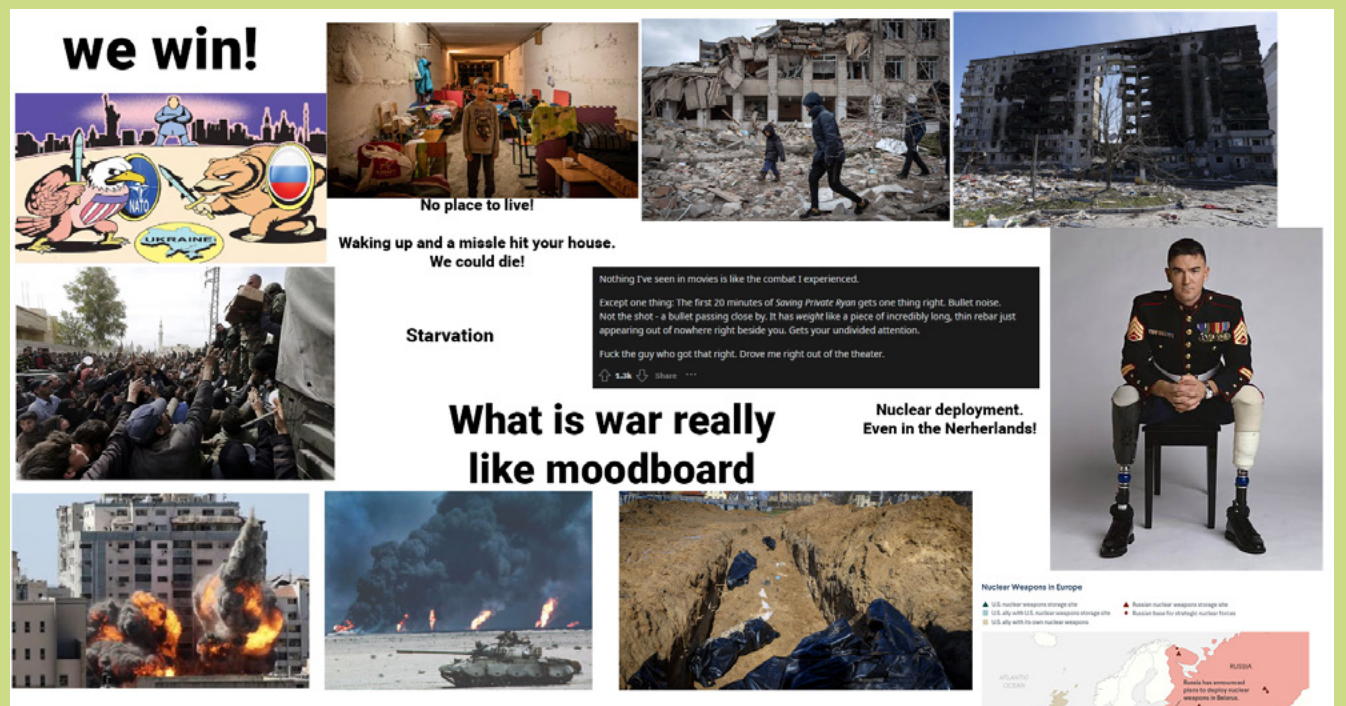 we win!
NATO
UKRAINE
No place to live!
Waking up and a missle hit your house.
We could die!
Starvation
Nothing I've seen in movies is like the combat I experienced.
Except one thing: The first 20 minutes of Saving Private Ryan gets one thing right. Bullet noise.
Not the shot - a bullet passing close by. It has weight like a piece of incredibly long, thin rebar just
appearing out of nowhere right beside you. Gets your undivided attention.
Fuck the guy who got that right. Drove me right out of the theater.
1.3k Share
What is war really
like moodboard
Nuclear deployment.
Even in the Nerherlands!
Nuclear Weapons in Europe
U.S. nuclear weapons storage site
U.S. ally with U.S. nuclear weapons storage site
U.S. ally with its own nuclear weapons
Russian nuclear weapons storage site
Russian base for strategic nuclear forces
ATLANTIC
OCEAN
RUSSIA
Russia has announced
plans to deploy nuclear
weapons in Belarus.